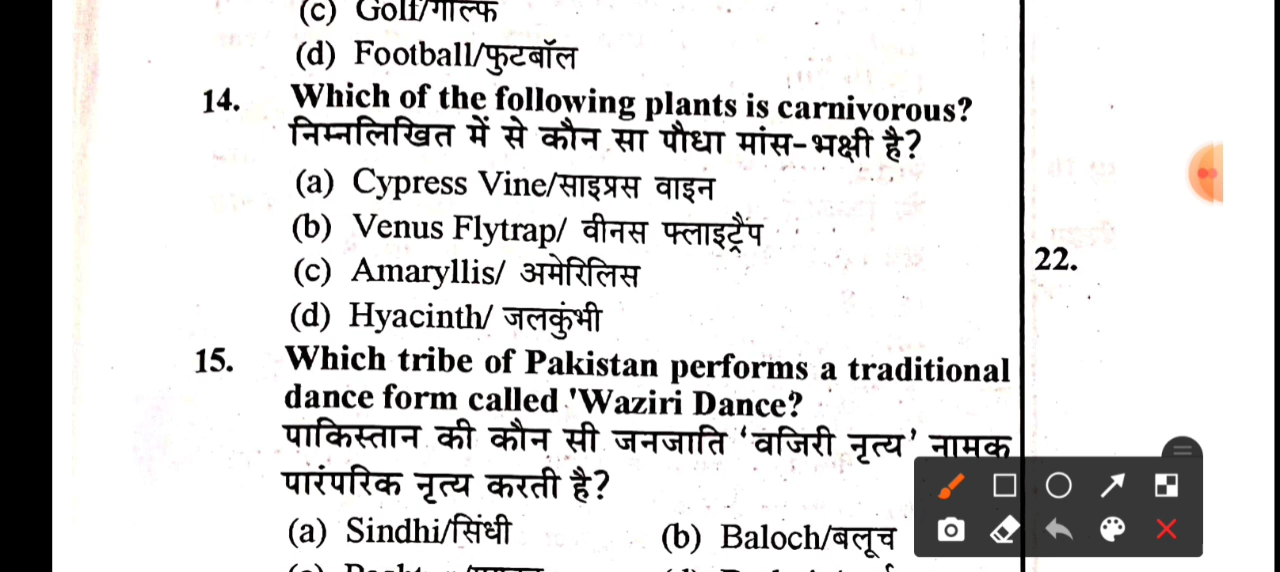 (c) Golf/गोल्फ
(d) Football/फुटबॉल
14. Which of the following plants is carnivorous?
निम्नलिखित में से कौन सा पौधा मांस-भक्षी है?
(a) Cypress Vine/साइप्रस वाइन
(b) Venus Flytrap/ वीनस फ्लाइट्रैप
(c) Amaryllis/ अमेरिलिस
(d) Hyacinth/ जलकुंभी
15. Which tribe of Pakistan performs a traditional
dance form called 'Waziri Dance?
पाकिस्तान की कौन सी जनजाति ‘वजिरी नृत्य’ नामक
पारंपरिक नृत्य करती है?
(a) Sindhi/सिंधी (b) Baloch/बलूच
22.